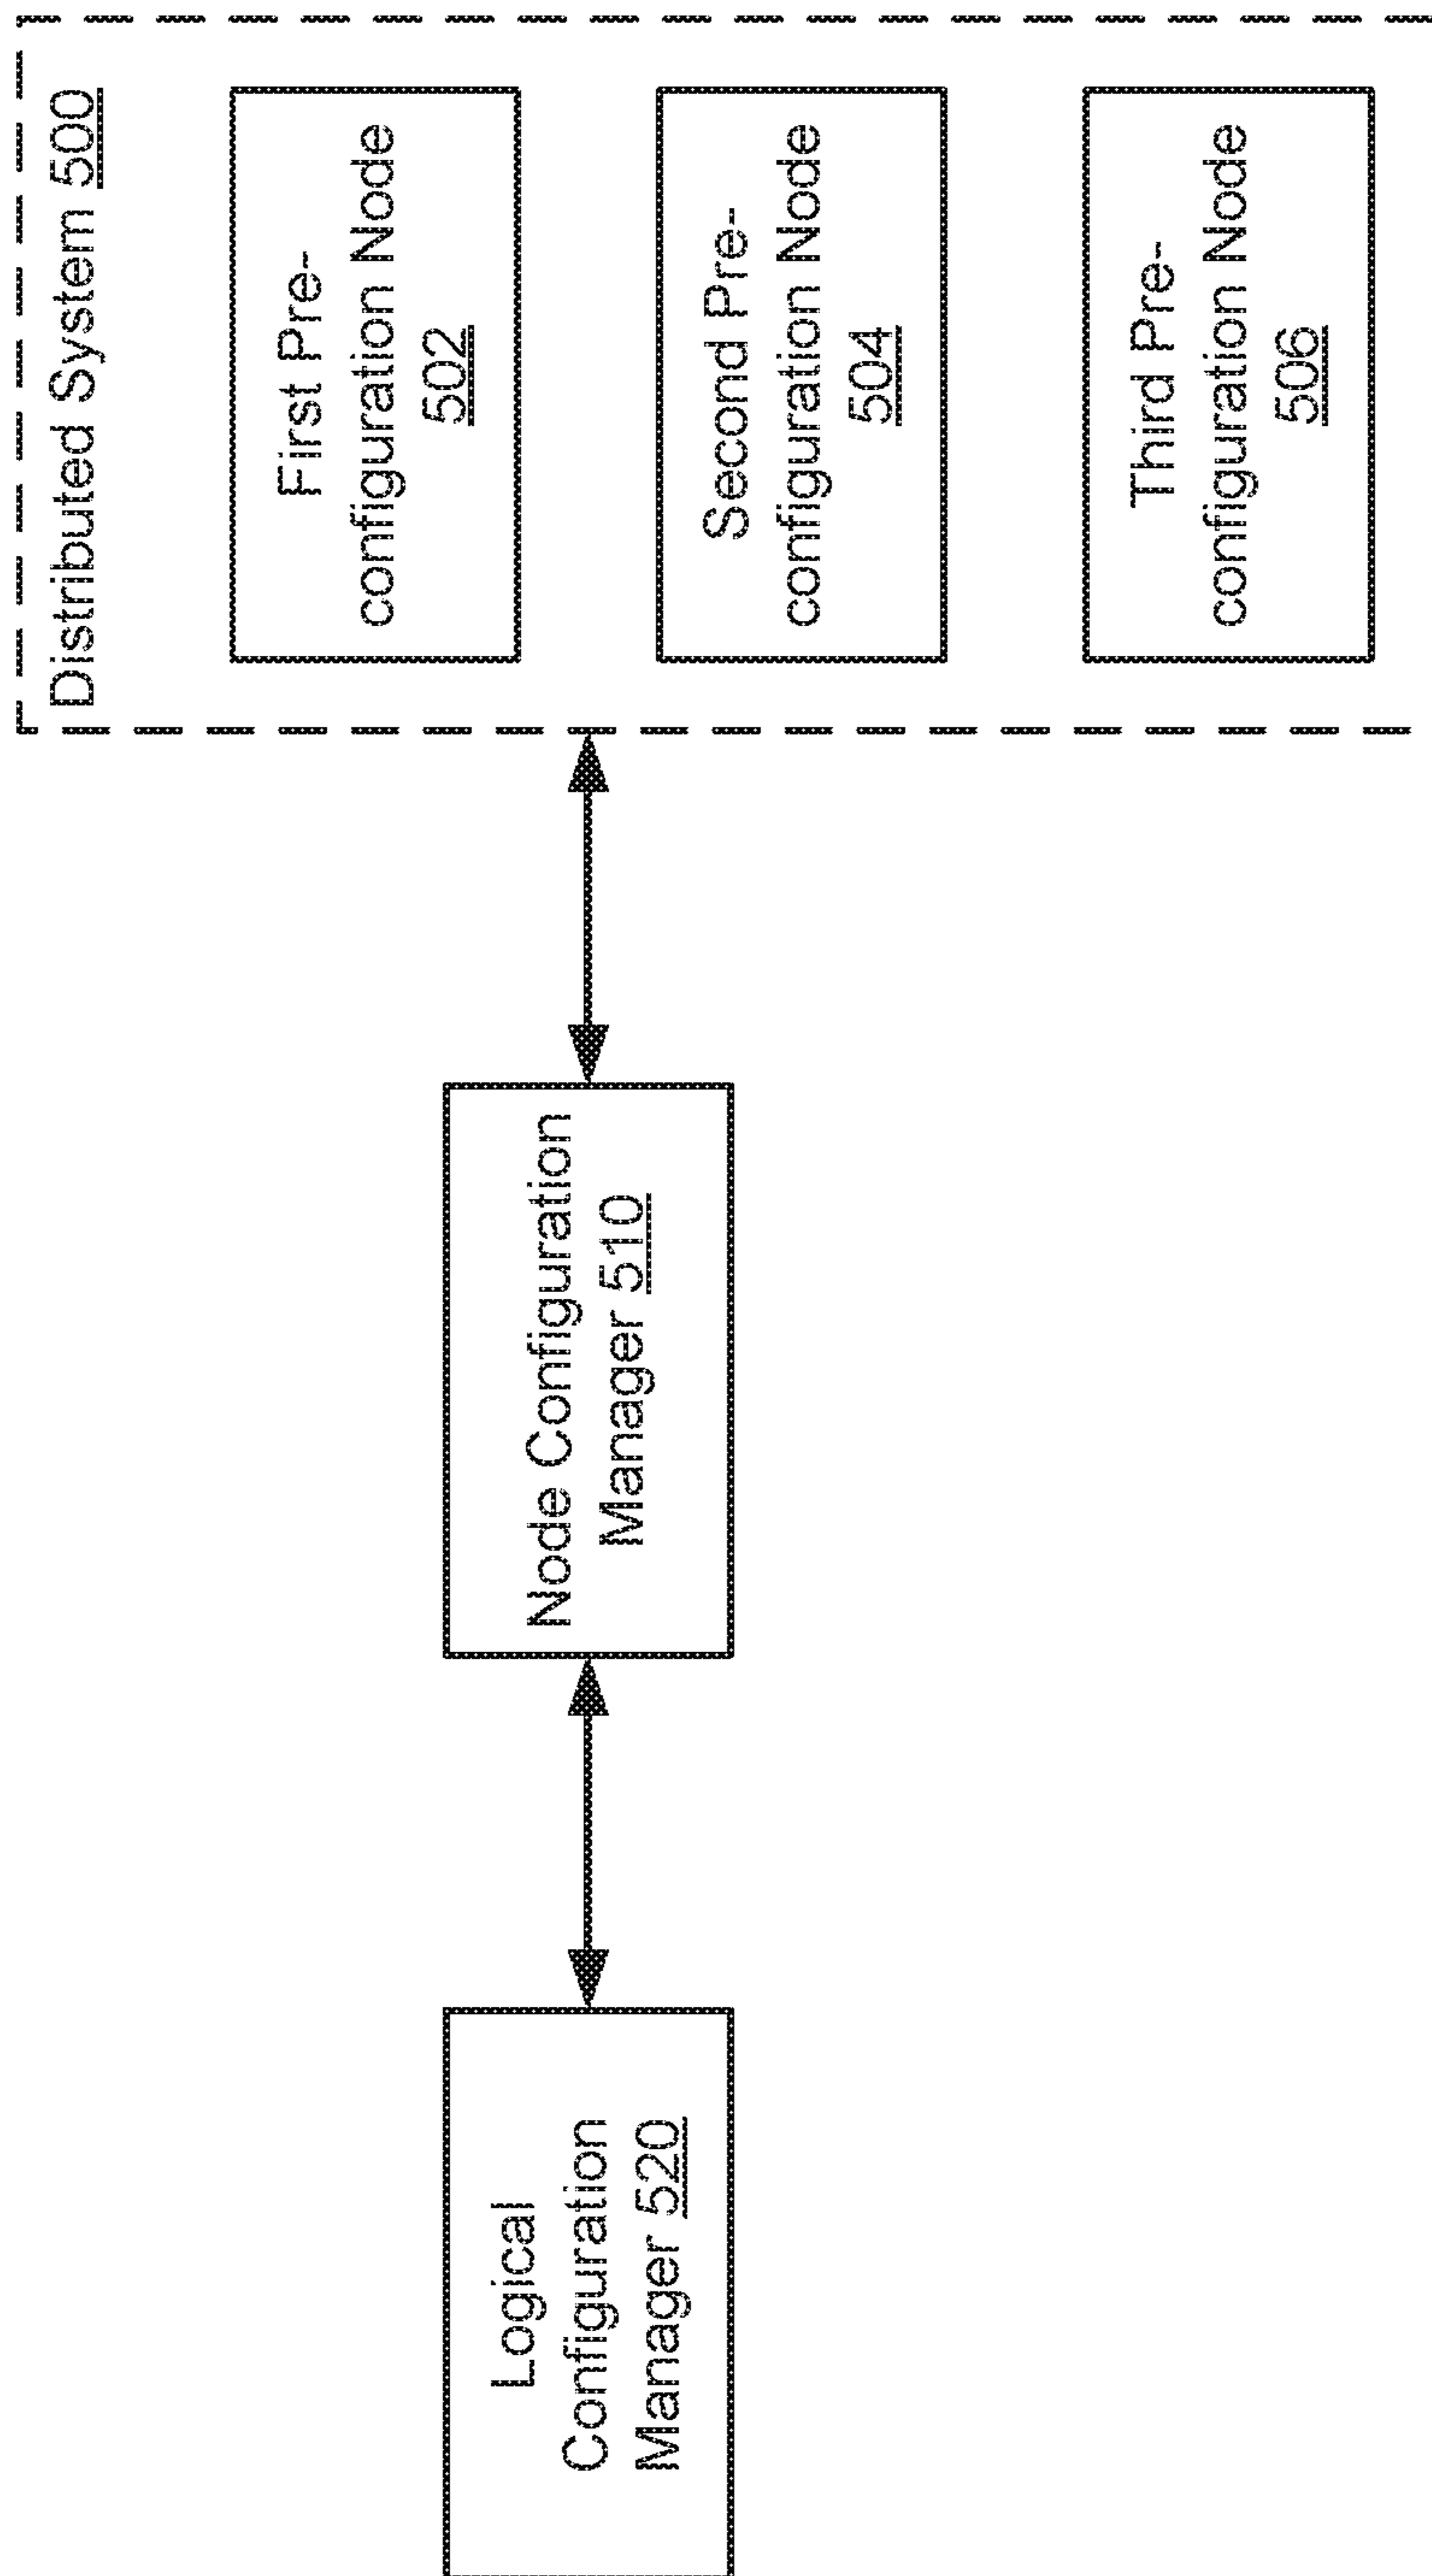 Distributed System 500
First Pre-
configuration Node
502
Second Pre-
configuration Node
504
Third Pre-
configuration Node
506
Node Configuration
Manager 510
Logical
Configuration
Manager 520